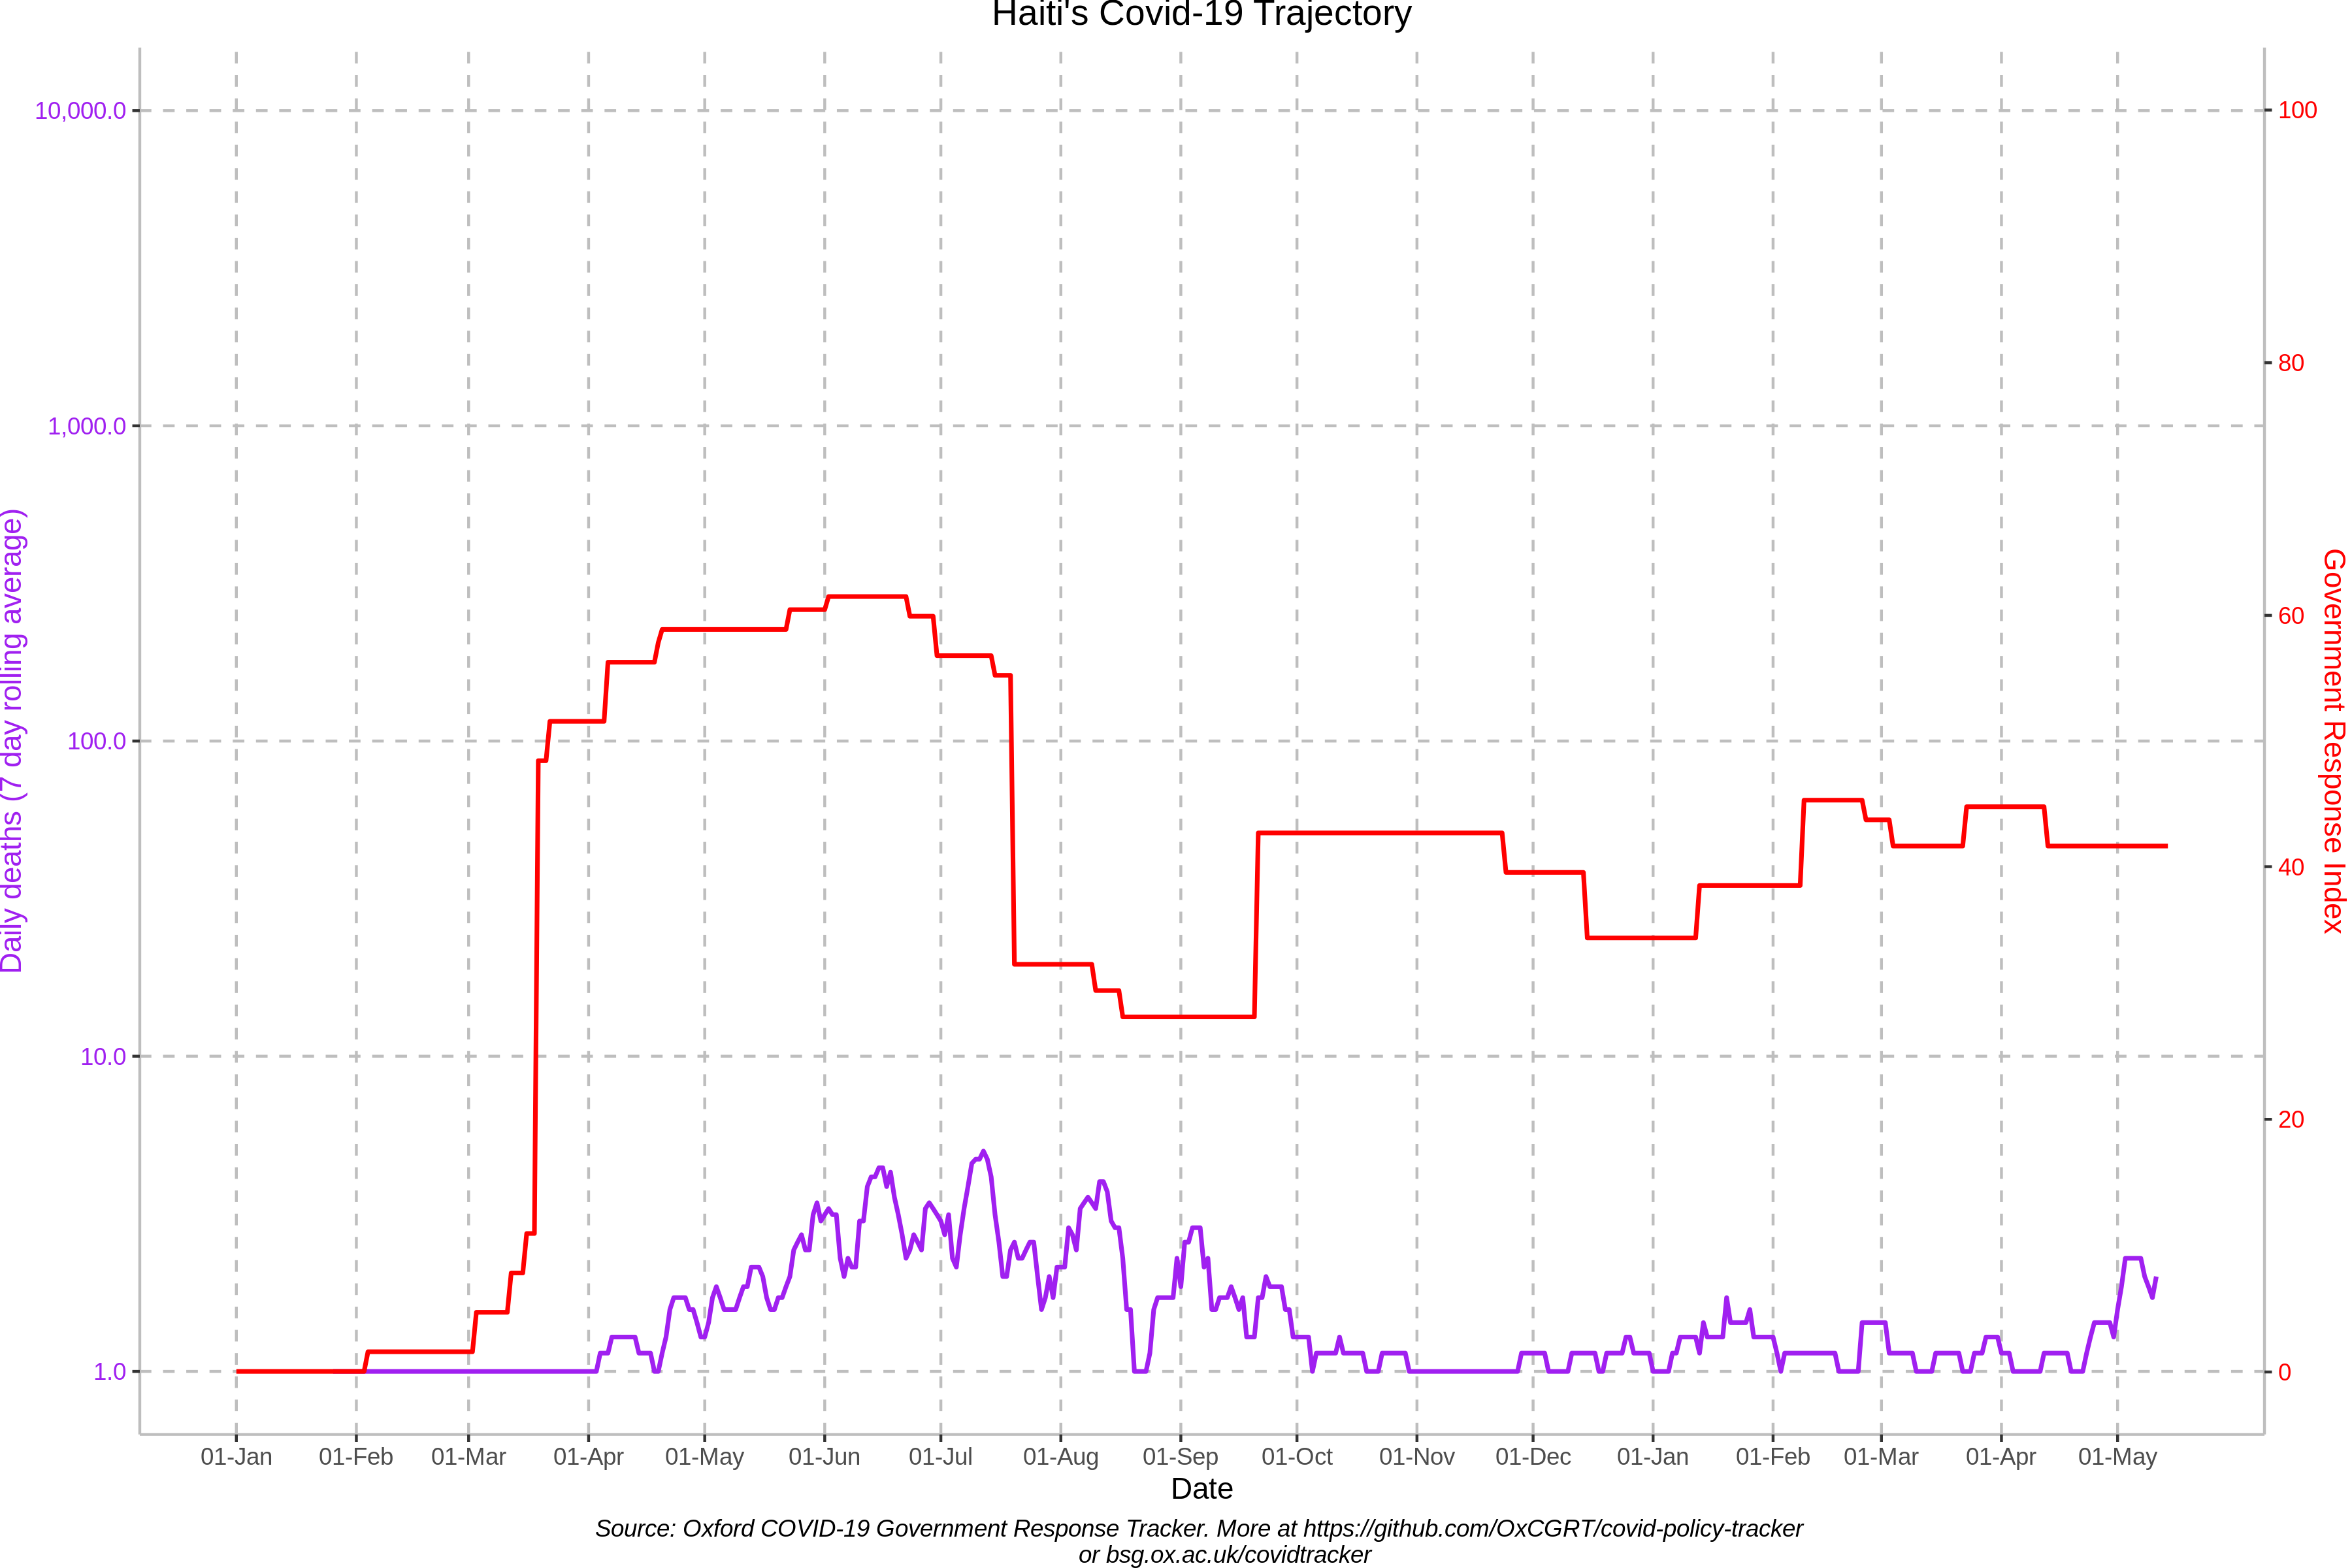 Haiti's Covid-19 Trajectory
10,000.0
1,000.0
100.0
10.0
1.0
Daily deaths (7 day rolling average)
100
80
60
40
20
0
Government Response Index
01-Jan 01-Feb 01-Mar 01-Apr 01-May 01-Jun 01-Jul 01-Aug 01-Sep 01-Oct 01-Nov 01-Dec 01-Jan 01-Feb 01-Mar 01-Apr 01-May
Date
Source: Oxford COVID-19 Government Response Tracker. More at https://github.com/OxCGRT/covid-policy-tracker
or bsg.ox.ac.uk/covidtracker